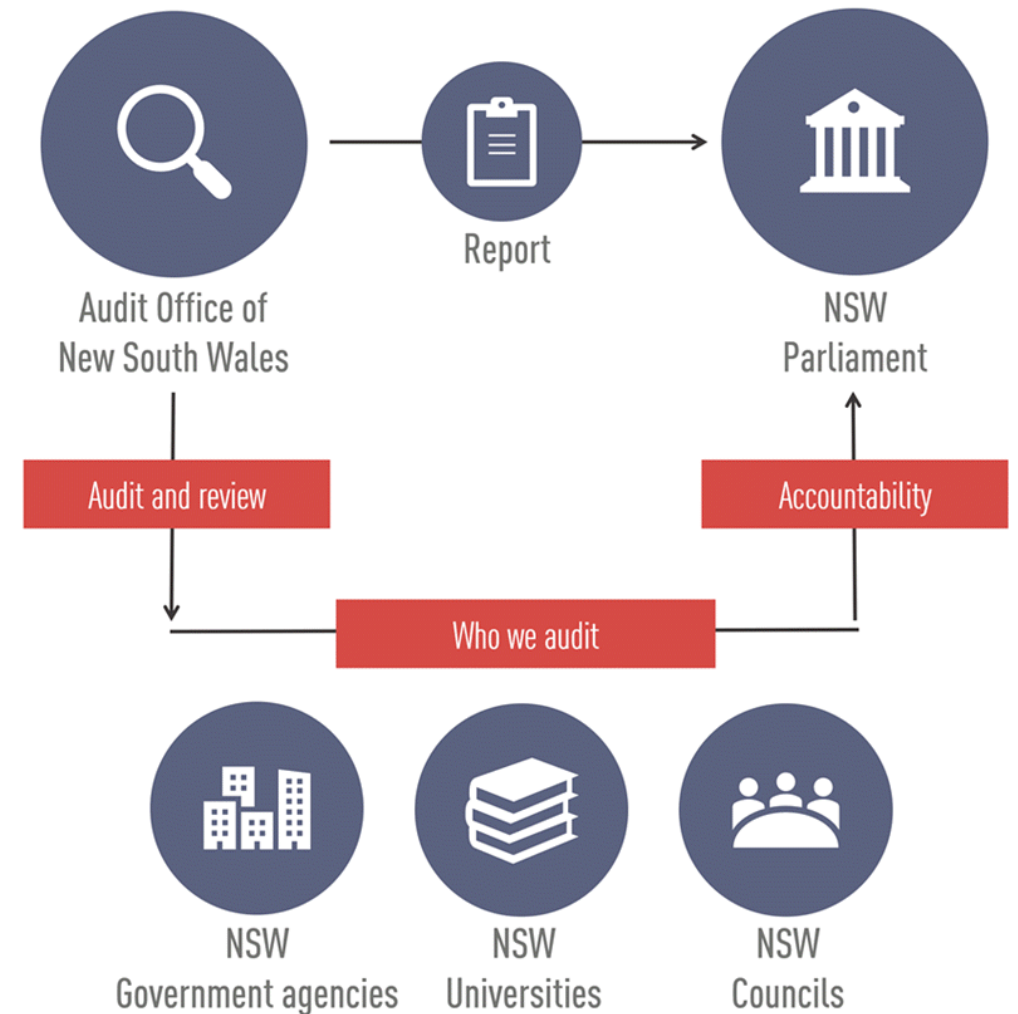 Report
Audit Office of
New South Wales
NSW
Parliament
Audit and review
Accountability
Who we audit
NSW
Government agencies
NSW
Universities
NSW
Councils